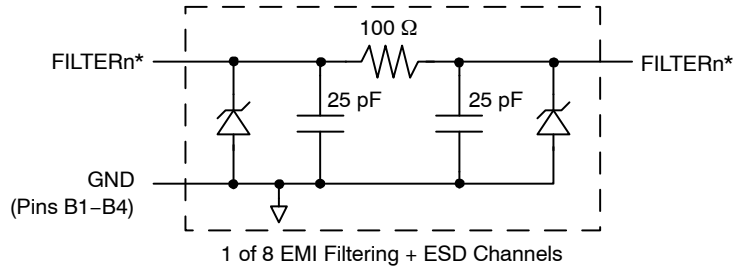 100 Ω
FILTERn*
FILTERn*
25 pF
25 pF
GND
(Pins B1−B4)
1 of 8 EMI Filtering + ESD Channels